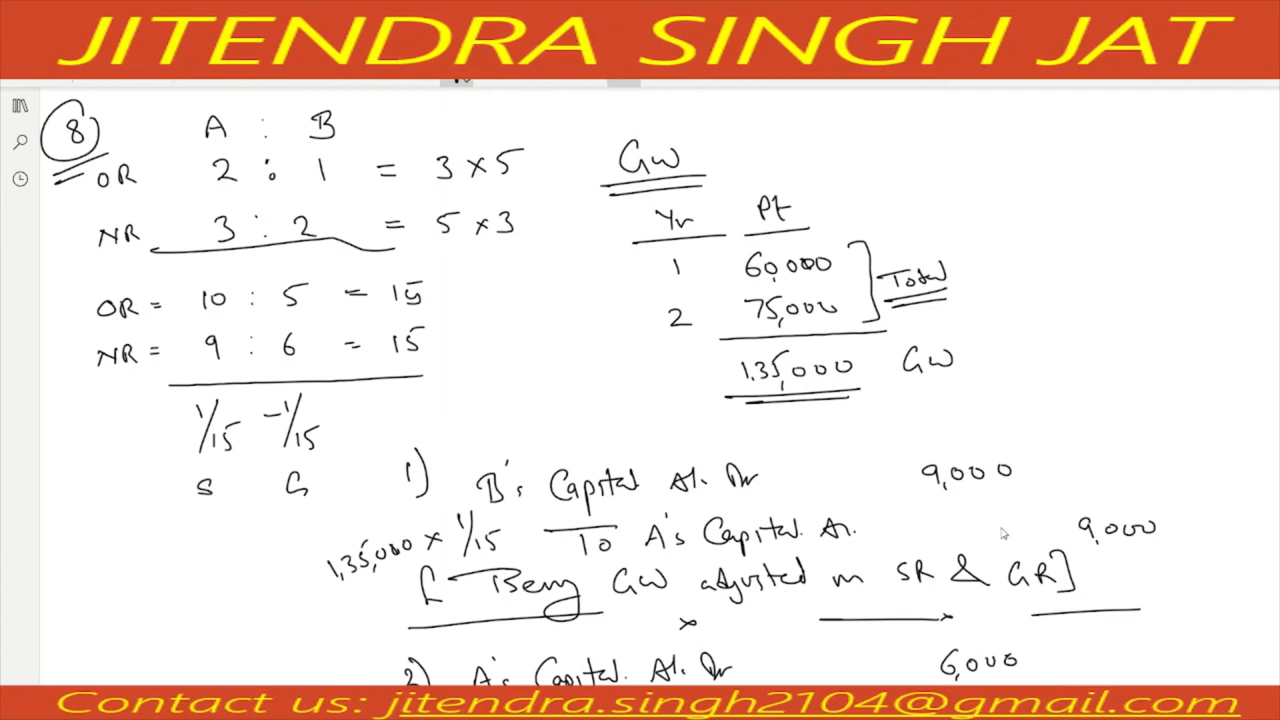 JITENDRA SINGH JAT
8
A : B
OR 2 : 1 = 3 × 5
NR 3 : 2 = 5 × 3
OR = 10 : 5 = 15
NR = 9 : 6 = 15
1/15 -1/15
S G
GW
Yr Pt
1 60,000
2 75,000
Total
1,35,000 GW
1) B's Capital A/c. Dr 9,000
1,35,000 × 1/15 To A's Capital. A/c. 9,000
[ Being GW adjusted in SR & GR]
×
2) A's Capital A/c. Dr 6,000
Contact us: jitendra.singh2104@gmail.com